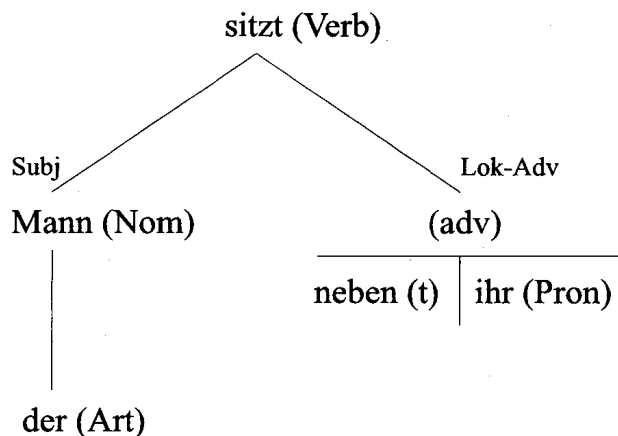 sitzt (Verb)
Subj
Lok-Adv
Mann (Nom)
(adv)
neben (t)
ihr (Pron)
der (Art)